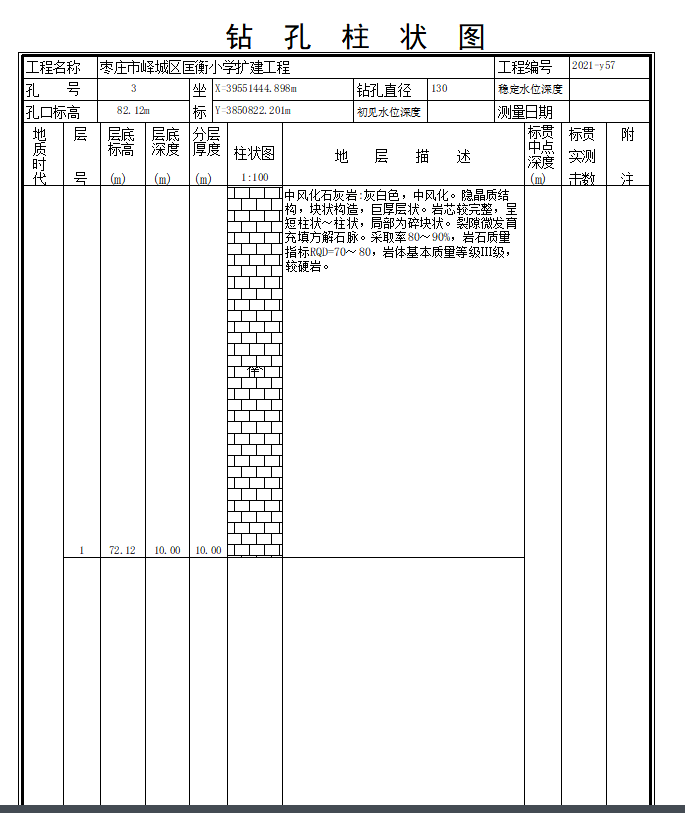 钻 孔 柱 状 图
工程名称 枣庄市峄城区匡衡小学扩建工程 工程编号 2021-y57
孔 号 3 坐 X=39551444.898m 钻孔直径 130 稳定水位深度
孔口标高 82.12m 标 Y=3850822.201m 初见水位深度 测量日期
地质时代 层号 层底标高(m) 层底深度(m) 分层厚度(m) 柱状图 1:100 地 层 描 述 标贯中点深度(m) 标贯实测击数 附注
中风化石灰岩:灰白色，中风化。隐晶质结
构，块状构造，巨厚层状。岩芯较完整，呈
短柱状～柱状，局部为碎块状。裂隙微发育
充填方解石脉。采取率80～90%，岩石质量
指标RQD=70～80，岩体基本质量等级III级，
较硬岩。
1 72.12 10.00 10.00